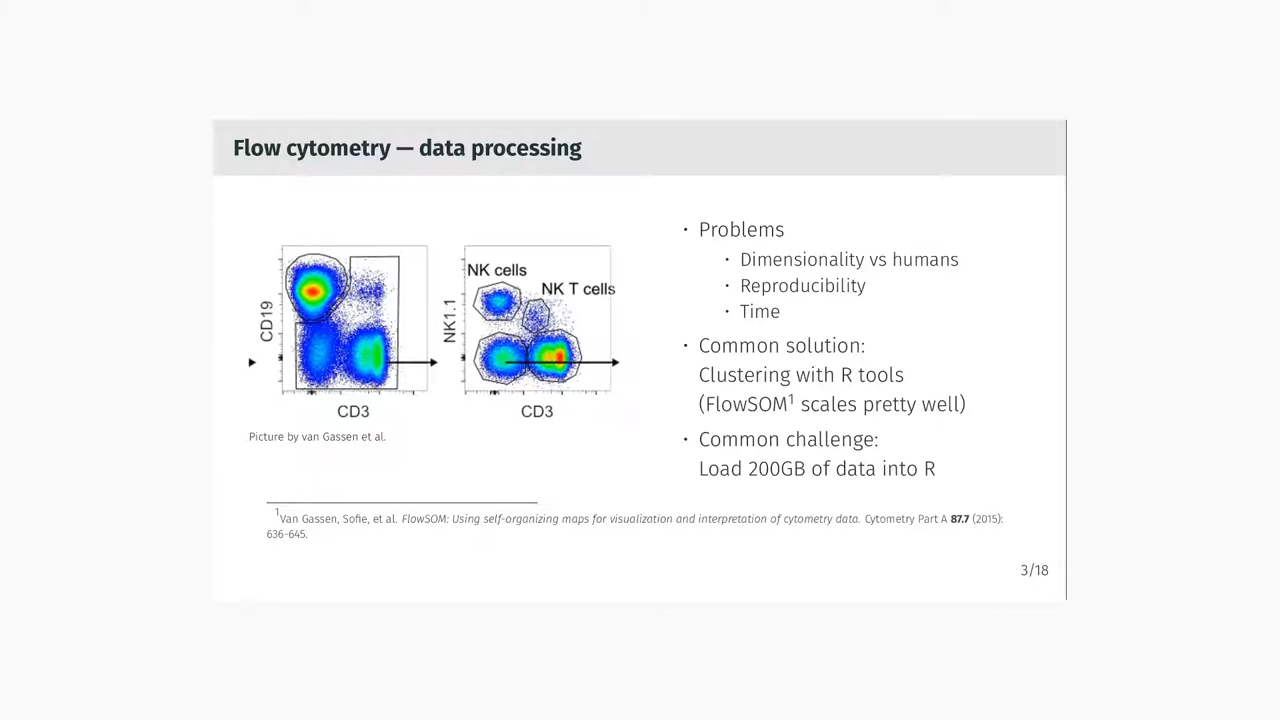 Flow cytometry — data processing
CD19
CD3
NK cells
NK T cells
NK1.1
CD3
Picture by van Gassen et al.
• Problems
• Dimensionality vs humans
• Reproducibility
• Time
• Common solution:
Clustering with R tools
(FlowSOM¹ scales pretty well)
• Common challenge:
Load 200GB of data into R
¹Van Gassen, Sofie, et al. FlowSOM: Using self-organizing maps for visualization and interpretation of cytometry data. Cytometry Part A 87.7 (2015):
636-645.
3/18